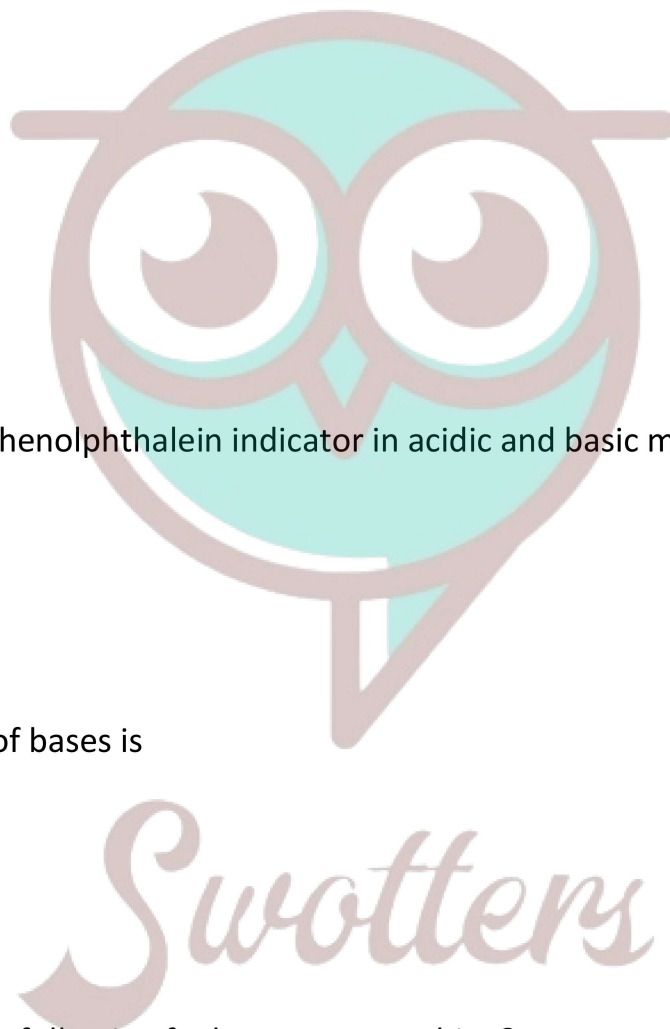 henolphthalein indicator in acidic and basic m
of bases is
Swotters